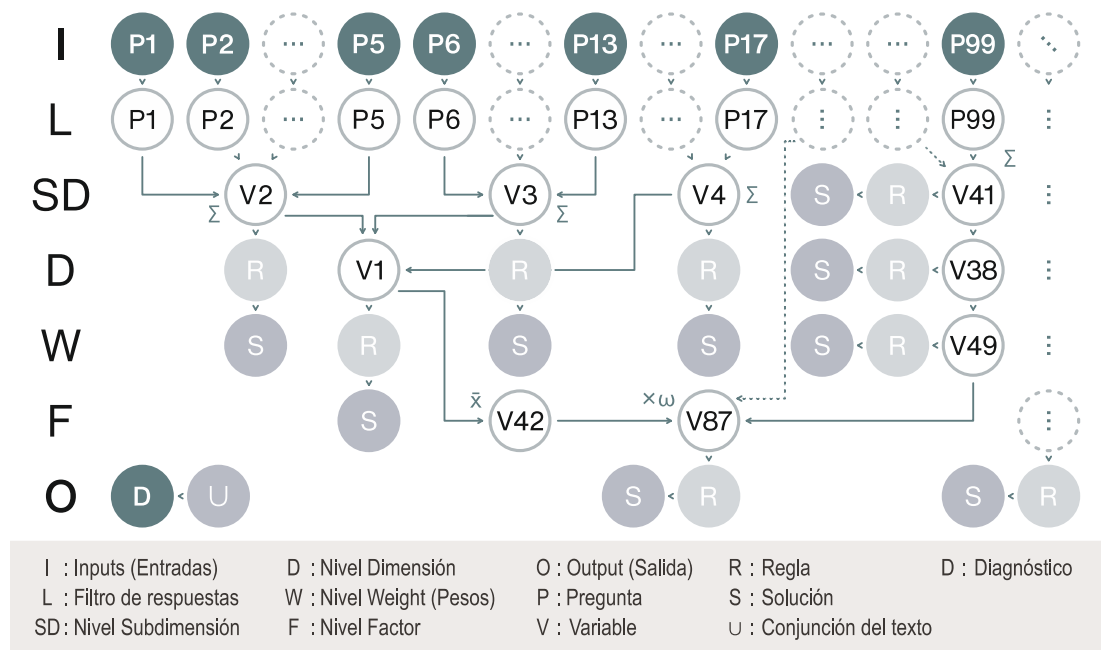 I P1 P2 ... P5 P6 ... P13 ... P17 ... ... P99 ⋱
L P1 P2 ... P5 P6 ... P13 ... P17 ⋮ ⋮ P99 ⋮
SD V2 Σ V3 Σ V4 Σ S R V41 Σ ⋮
D R V1 R R S R V38 ⋮
W S R S S S R V49 ⋮
F S x̄ V42 ×ω V87 ⋮
O D ∪ S R S R
I : Inputs (Entradas) D : Nivel Dimensión O : Output (Salida) R : Regla D : Diagnóstico
L : Filtro de respuestas W : Nivel Weight (Pesos) P : Pregunta S : Solución
SD : Nivel Subdimensión F : Nivel Factor V : Variable ∪ : Conjunción del texto